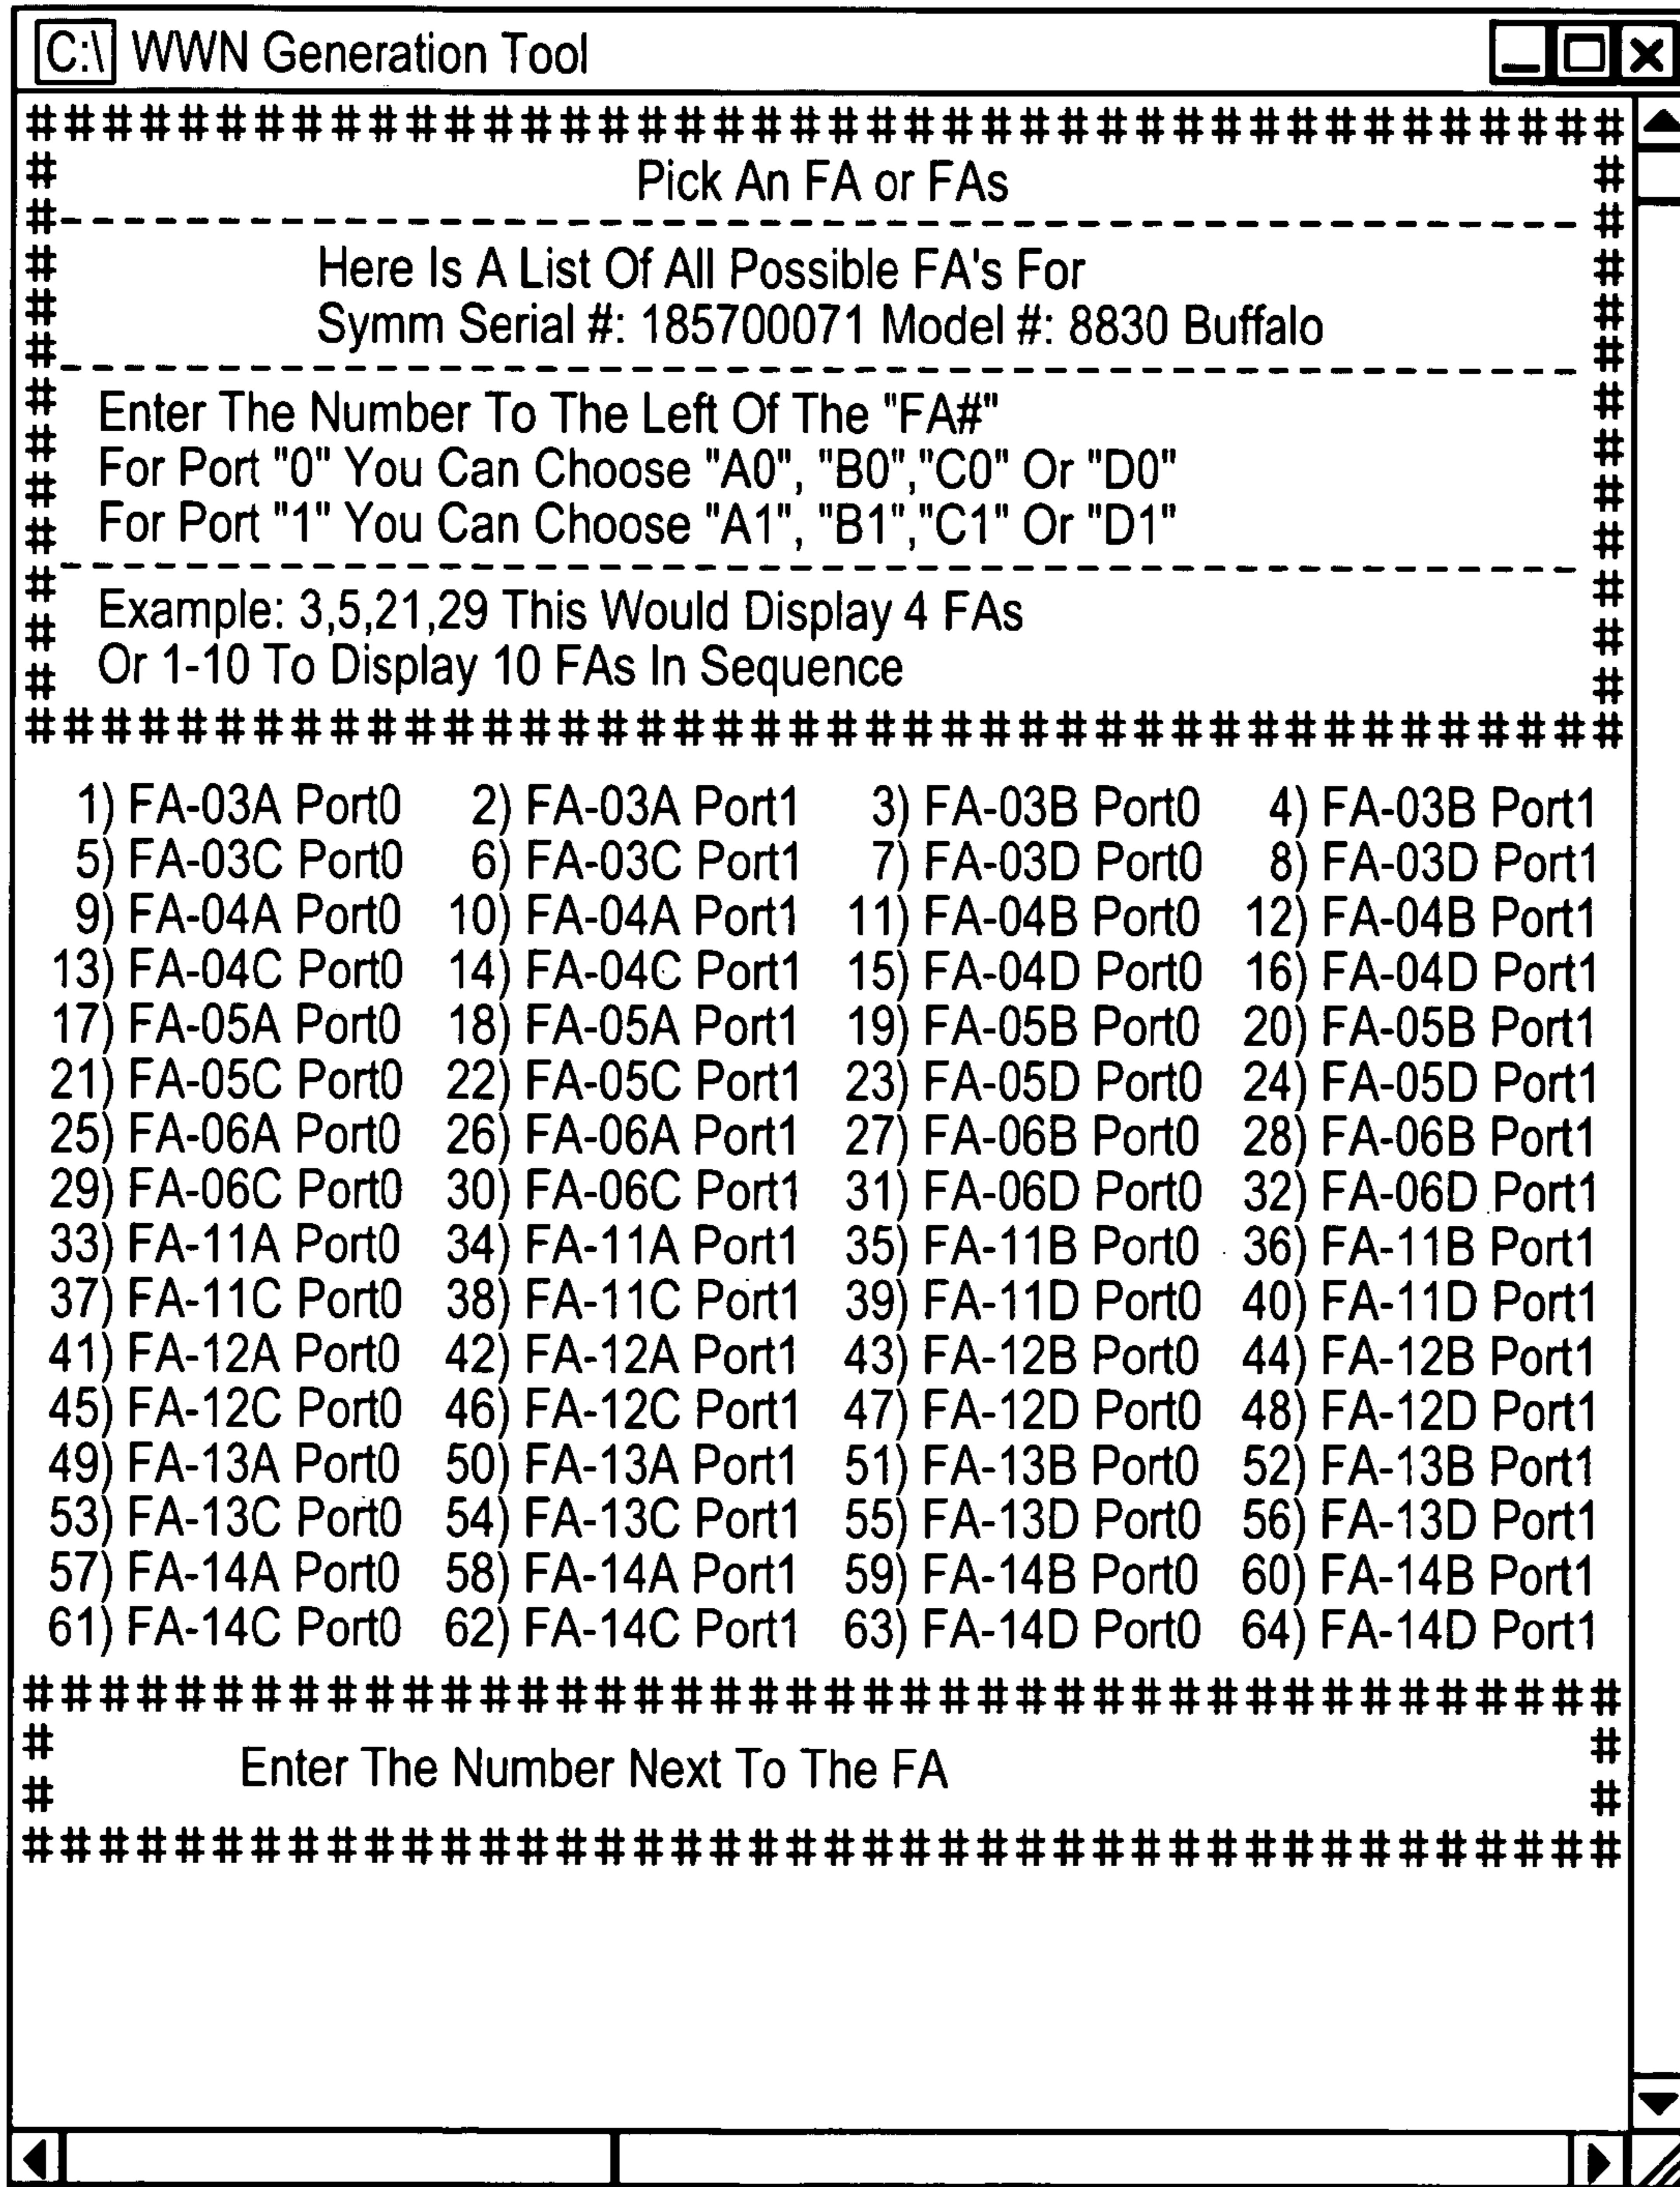 C:\ WWN Generation Tool
##########################################
# Pick An FA or FAs #
#---------------------------------------- #
# Here Is A List Of All Possible FA's For #
# Symm Serial #: 185700071 Model #: 8830 Buffalo #
#---------------------------------------- #
# Enter The Number To The Left Of The "FA#" #
# For Port "0" You Can Choose "A0", "B0","C0" Or "D0" #
# For Port "1" You Can Choose "A1", "B1","C1" Or "D1" #
#---------------------------------------- #
# Example: 3,5,21,29 This Would Display 4 FAs #
# Or 1-10 To Display 10 FAs In Sequence #
##########################################
1) FA-03A Port0 2) FA-03A Port1 3) FA-03B Port0 4) FA-03B Port1
5) FA-03C Port0 6) FA-03C Port1 7) FA-03D Port0 8) FA-03D Port1
9) FA-04A Port0 10) FA-04A Port1 11) FA-04B Port0 12) FA-04B Port1
13) FA-04C Port0 14) FA-04C Port1 15) FA-04D Port0 16) FA-04D Port1
17) FA-05A Port0 18) FA-05A Port1 19) FA-05B Port0 20) FA-05B Port1
21) FA-05C Port0 22) FA-05C Port1 23) FA-05D Port0 24) FA-05D Port1
25) FA-06A Port0 26) FA-06A Port1 27) FA-06B Port0 28) FA-06B Port1
29) FA-06C Port0 30) FA-06C Port1 31) FA-06D Port0 32) FA-06D Port1
33) FA-11A Port0 34) FA-11A Port1 35) FA-11B Port0 36) FA-11B Port1
37) FA-11C Port0 38) FA-11C Port1 39) FA-11D Port0 40) FA-11D Port1
41) FA-12A Port0 42) FA-12A Port1 43) FA-12B Port0 44) FA-12B Port1
45) FA-12C Port0 46) FA-12C Port1 47) FA-12D Port0 48) FA-12D Port1
49) FA-13A Port0 50) FA-13A Port1 51) FA-13B Port0 52) FA-13B Port1
53) FA-13C Port0 54) FA-13C Port1 55) FA-13D Port0 56) FA-13D Port1
57) FA-14A Port0 58) FA-14A Port1 59) FA-14B Port0 60) FA-14B Port1
61) FA-14C Port0 62) FA-14C Port1 63) FA-14D Port0 64) FA-14D Port1
##########################################
# Enter The Number Next To The FA #
# #
##########################################